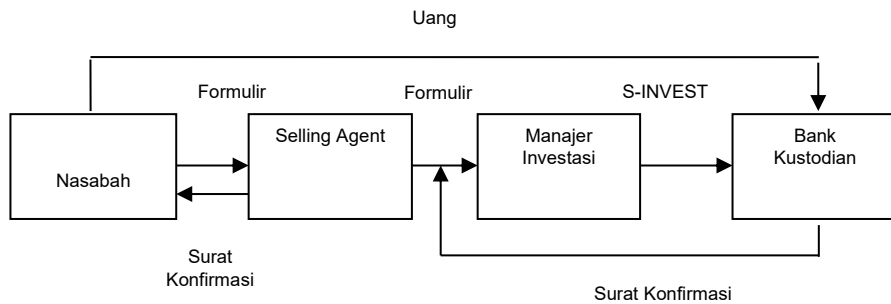 Uang
Formulir
Formulir
S-INVEST
Nasabah
Selling Agent
Manajer
Investasi
Bank
Kustodian
Surat
Konfirmasi
Surat Konfirmasi